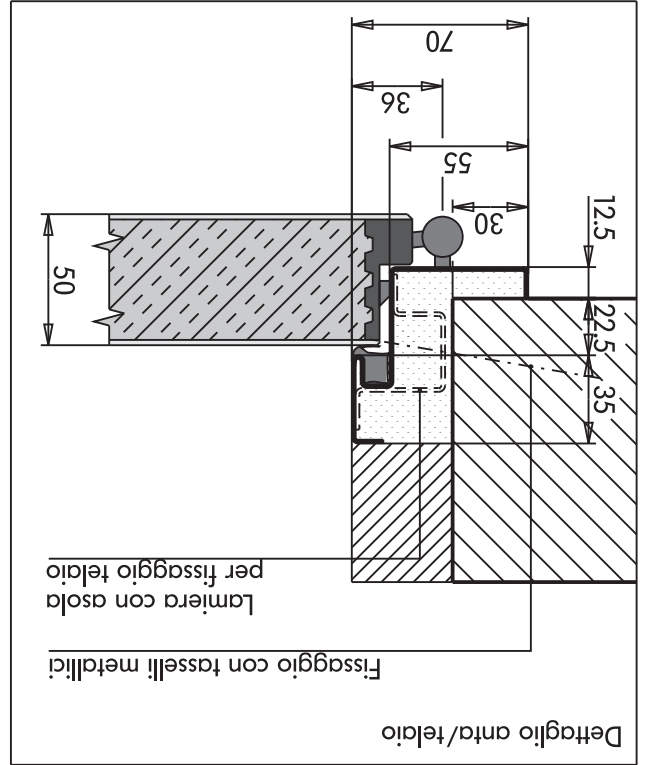 Dettaglio anta/telaio
Fissaggio con tasselli metallici
Lamiera con asola
per fissaggio telaio
35
22.5
12.5
50
30
55
36
70